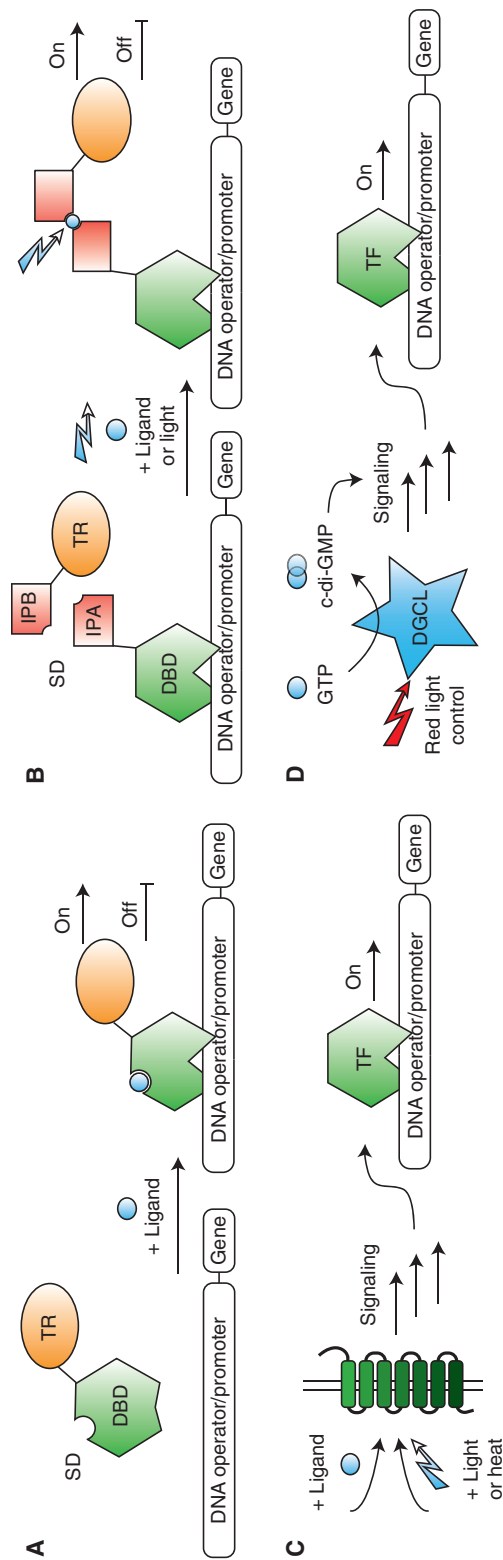 A
SD
TR
DBD
DNA operator/promoter
Gene
+ Ligand
On
Off
DNA operator/promoter
Gene
B
SD
IPB
IPA
TR
DBD
DNA operator/promoter
Gene
+ Ligand
or light
On
Off
DNA operator/promoter
Gene
C
+ Ligand
+ Light
or heat
Signaling
TF
On
DNA operator/promoter
Gene
D
Red light
control
GTP
c-di-GMP
DGCL
Signaling
TF
On
DNA operator/promoter
Gene